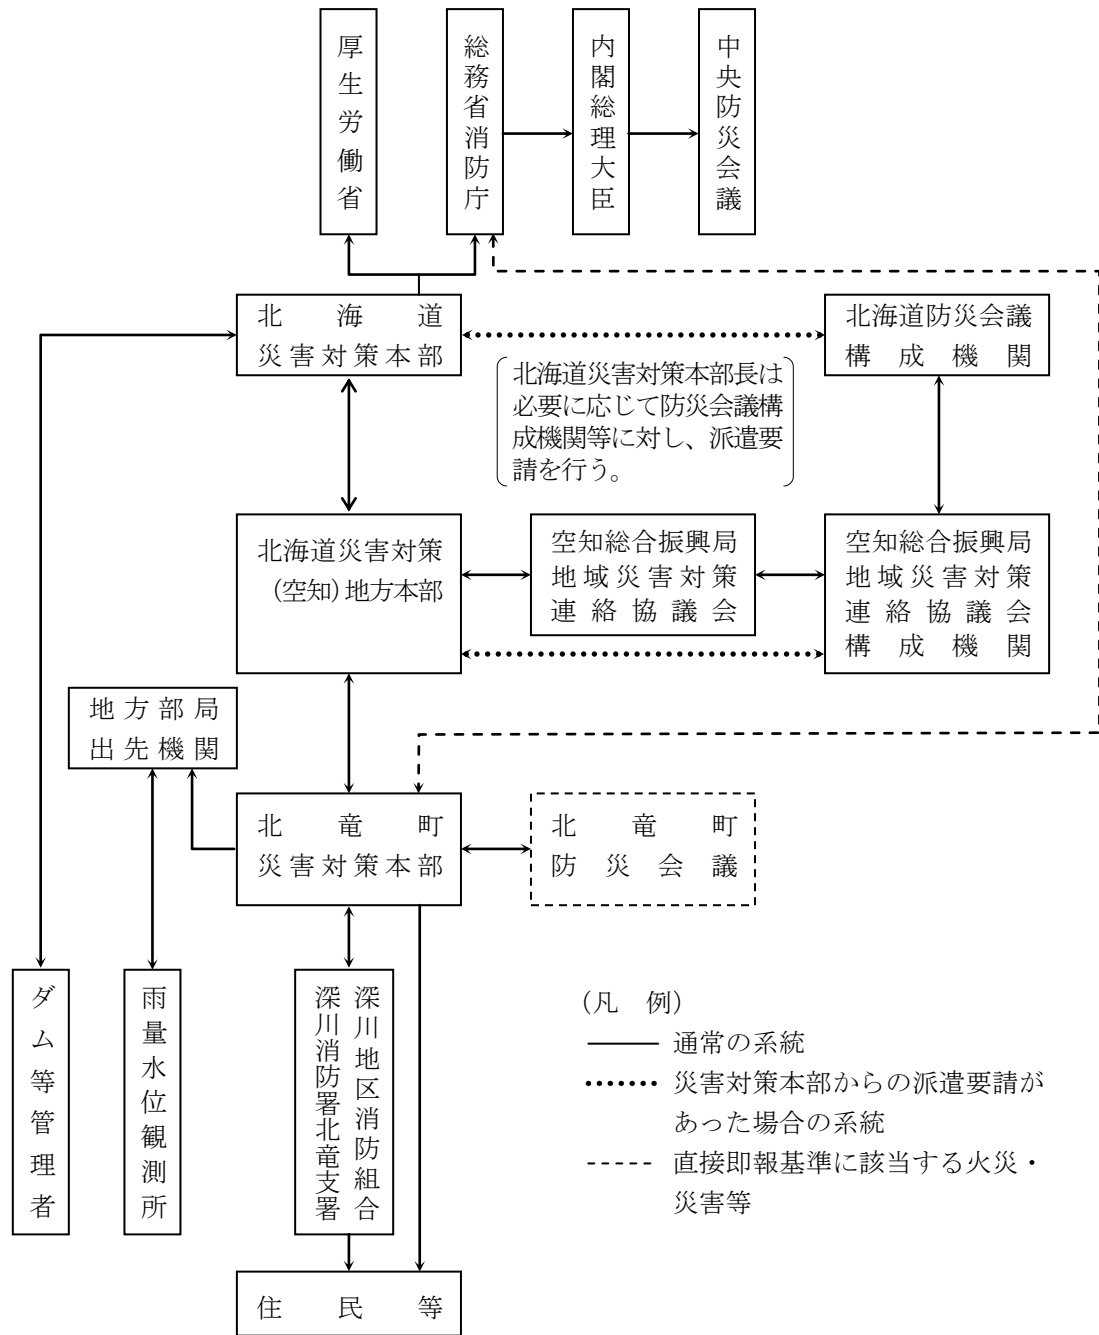 厚生労働省
総務省消防庁
内閣総理大臣
中央防災会議
北海道
災害対策本部
北海道防災会議
構成機関
北海道災害対策本部長は
必要に応じて防災会議構
成機関等に対し、派遣要
請を行う。
北海道災害対策
(空知)地方本部
空知総合振興局
地域災害対策
連絡協議会
空知総合振興局
地域災害対策
連絡協議会
構成機関
地方部局
出先機関
北竜町
災害対策本部
北竜町
防災会議
ダム等管理者
雨量水位観測所
深川地区消防組合
深川消防署北竜支署
(凡 例)
通常の系統
災害対策本部からの派遣要請が
あった場合の系統
直接即報基準に該当する火災・
災害等
住民等